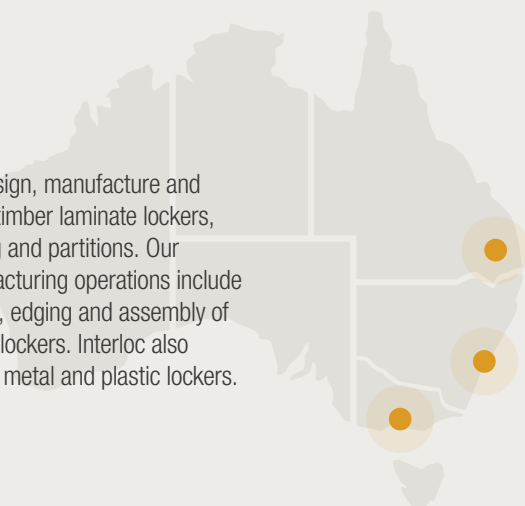 sign, manufacture and
timber laminate lockers,
and partitions. Our
acturing operations include
, edging and assembly of
lockers. Interloc also
metal and plastic lockers.